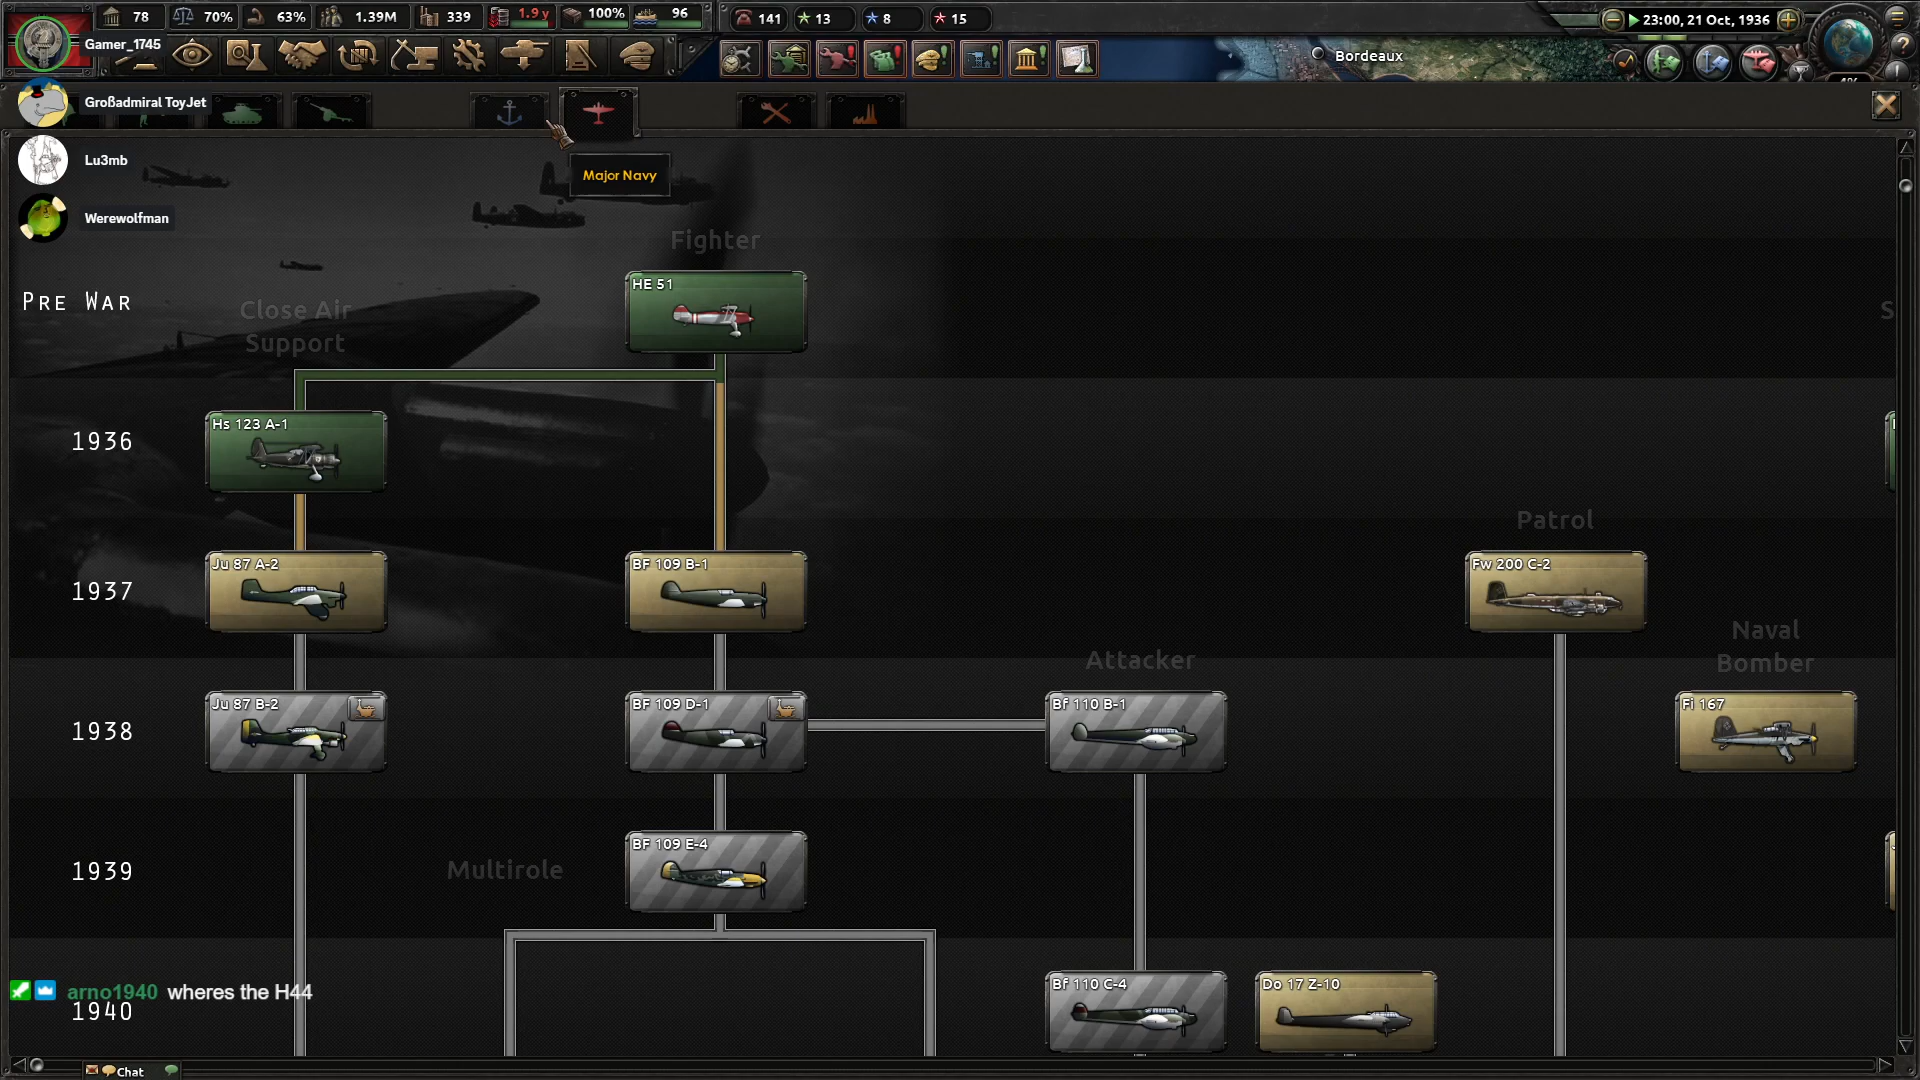 78 70% 63% 1.39M 339 1.9 y 100% 96 141 13 8 15 23:00, 21 Oct, 1936
Gamer_1745
Bordeaux
4%
Großadmiral ToyJet
Lu3mb
Major Navy
Werewolfman
Fighter
HE 51
PRE WAR
Close Air
Support
S
Hs 123 A-1
1936
Patrol
Ju 87 A-2 BF 109 B-1 Fw 200 C-2
1937
Naval
Bomber
Attacker
Ju 87 B-2 BF 109 D-1 Bf 110 B-1 Fi 167
1938
BF 109 E-4
1939
Multirole
Bf 110 C-4 Do 17 Z-10
arno1940 wheres the H44
1940
Chat